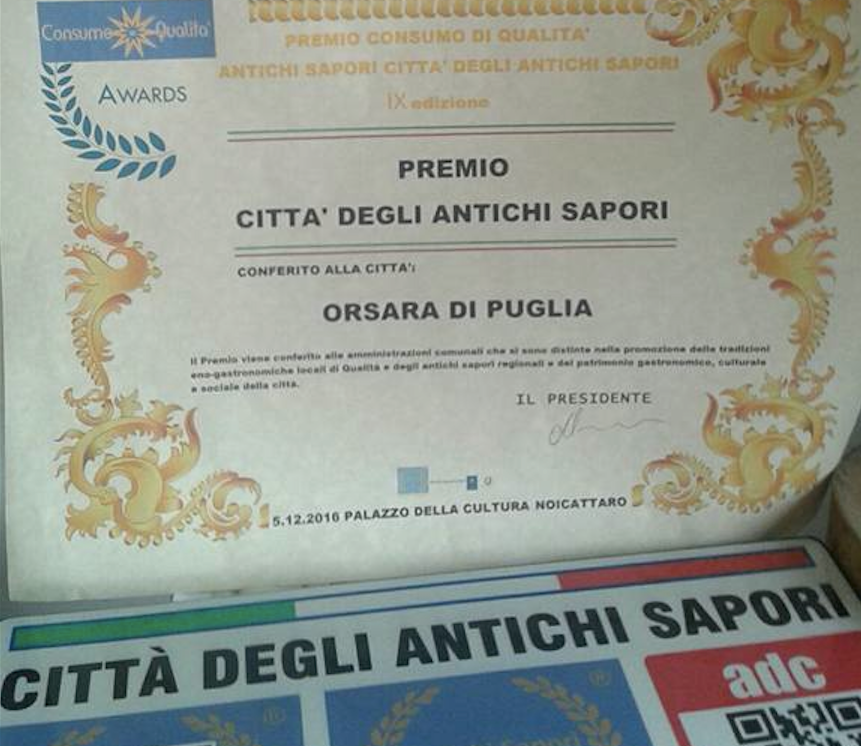 Consumo Qualita'
AWARDS
PREMIO CONSUMO DI QUALITA'
ANTICHI SAPORI CITTA' DEGLI ANTICHI SAPORI
IX edizione
PREMIO
CITTA' DEGLI ANTICHI SAPORI
CONFERITO ALLA CITTA':
ORSARA DI PUGLIA
Il Premio viene conferito alle amministrazioni comunali che si sono distinte nella promozione delle tradizioni
eno-gastronomiche locali di Qualità e degli antichi sapori regionali e del patrimonio gastronomico, culturale
e sociale della città.
IL PRESIDENTE
5.12.2016 PALAZZO DELLA CULTURA NOICATTARO
CITTÀ DEGLI ANTICHI SAPORI
adc